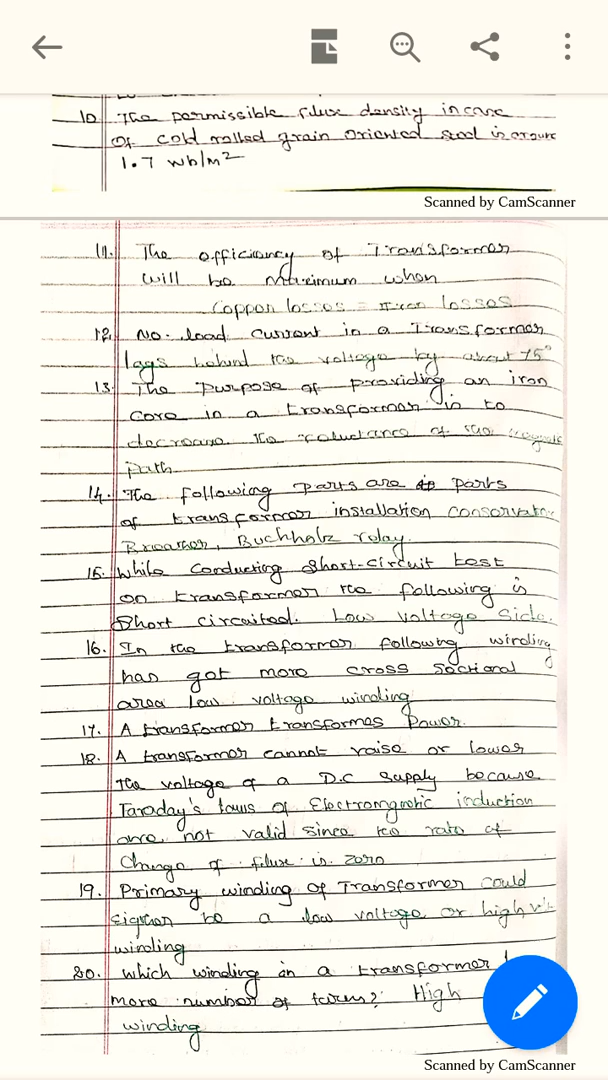 10. The permissible flux density in case
of cold rolled grain oriented steel is around
1.7 wb/m²
Scanned by CamScanner
11. The efficiency of Transformer
will be maximum when
Copper losses = Iron losses
12. No. load current in a Transformer
lags behind the voltage by about 75°
13. The Purpose of providing an iron
core in a transformer is to
decrease the reluctance of the magnetic
path
14. The following parts are parts
of transformer installation conservator
Breather, Buchholz relay.
15. While conducting short-circuit test
on transformer the following is
Short circuited. Low voltage side.
16. In the transformer following winding
has got more cross sectional
area low voltage winding
17. A transformer transformes Power.
18. A transformer cannot raise or lower
the voltage of a D.C supply because
Faraday's laws of Electromgnetic induction
are not valid since the rate of
change of flux is zero
19. Primary winding of Transformer could
eighter be a low voltage or high
winding
20. which winding in a transformer
more number of turns? High
winding
Scanned by CamScanner